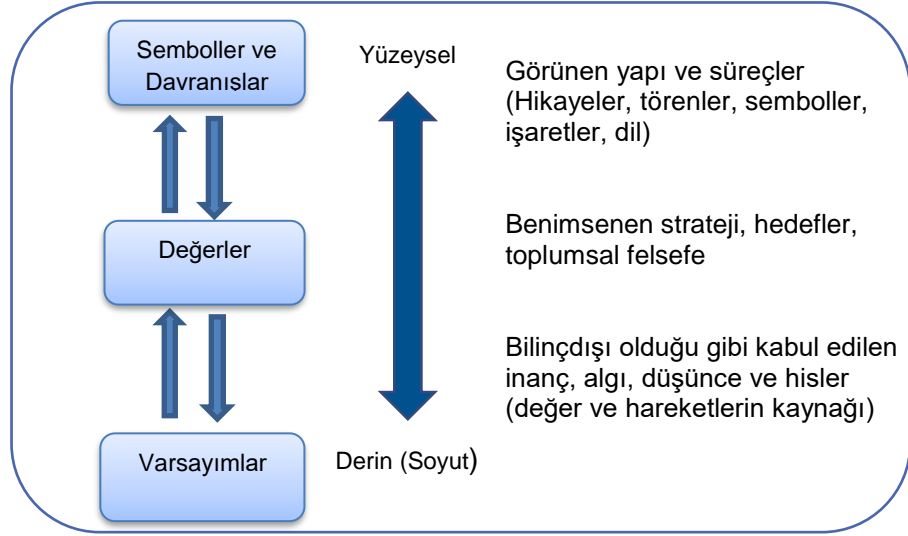 Semboller ve
Davranışlar
Yüzeysel
Görünen yapı ve süreçler
(Hikayeler, törenler, semboller,
işaretler, dil)
Değerler
Benimsenen strateji, hedefler,
toplumsal felsefe
Bilinçdışı olduğu gibi kabul edilen
inanç, algı, düşünce ve hisler
(değer ve hareketlerin kaynağı)
Varsayımlar
Derin (Soyut)